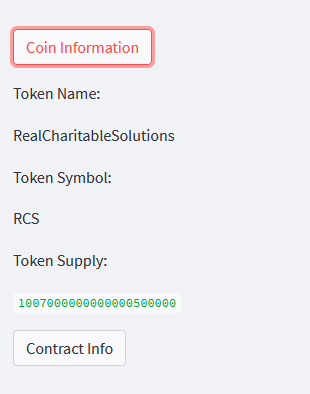 Coin Information
Token Name:
RealCharitableSolutions
Token Symbol:
RCS
Token Supply:
1007000000000000500000
Contract Info